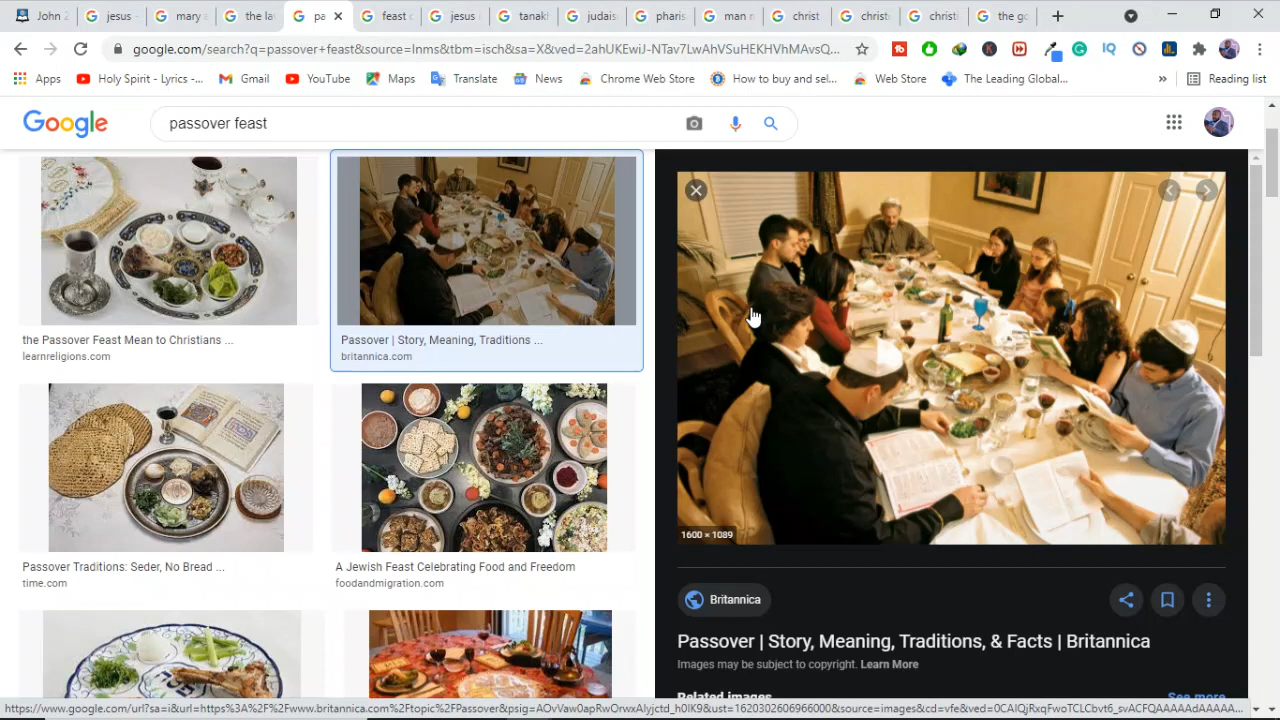 John 2
jesus -
mary a
the la
pa
feast c
jesus
tanakh
judais
pharis
man n
christ
christi
christi
the go
google.com/search?q=passover+feast&source=lnms&tbm=isch&sa=X&ved=2ahUKEwiJ-NTav7LwAhVSuHEKHVhMAvsQ...
Apps
Holy Spirit - Lyrics -...
Gmail
YouTube
Maps
Translate
News
Chrome Web Store
How to buy and sel...
Web Store
The Leading Global...
»
Reading list
Google
passover feast
the Passover Feast Mean to Christians ...
learnreligions.com
Passover | Story, Meaning, Traditions ...
britannica.com
1600 × 1089
Passover Traditions: Seder, No Bread ...
time.com
A Jewish Feast Celebrating Food and Freedom
foodandmigration.com
Britannica
Passover | Story, Meaning, Traditions, & Facts | Britannica
Images may be subject to copyright. Learn More
Related images
See more